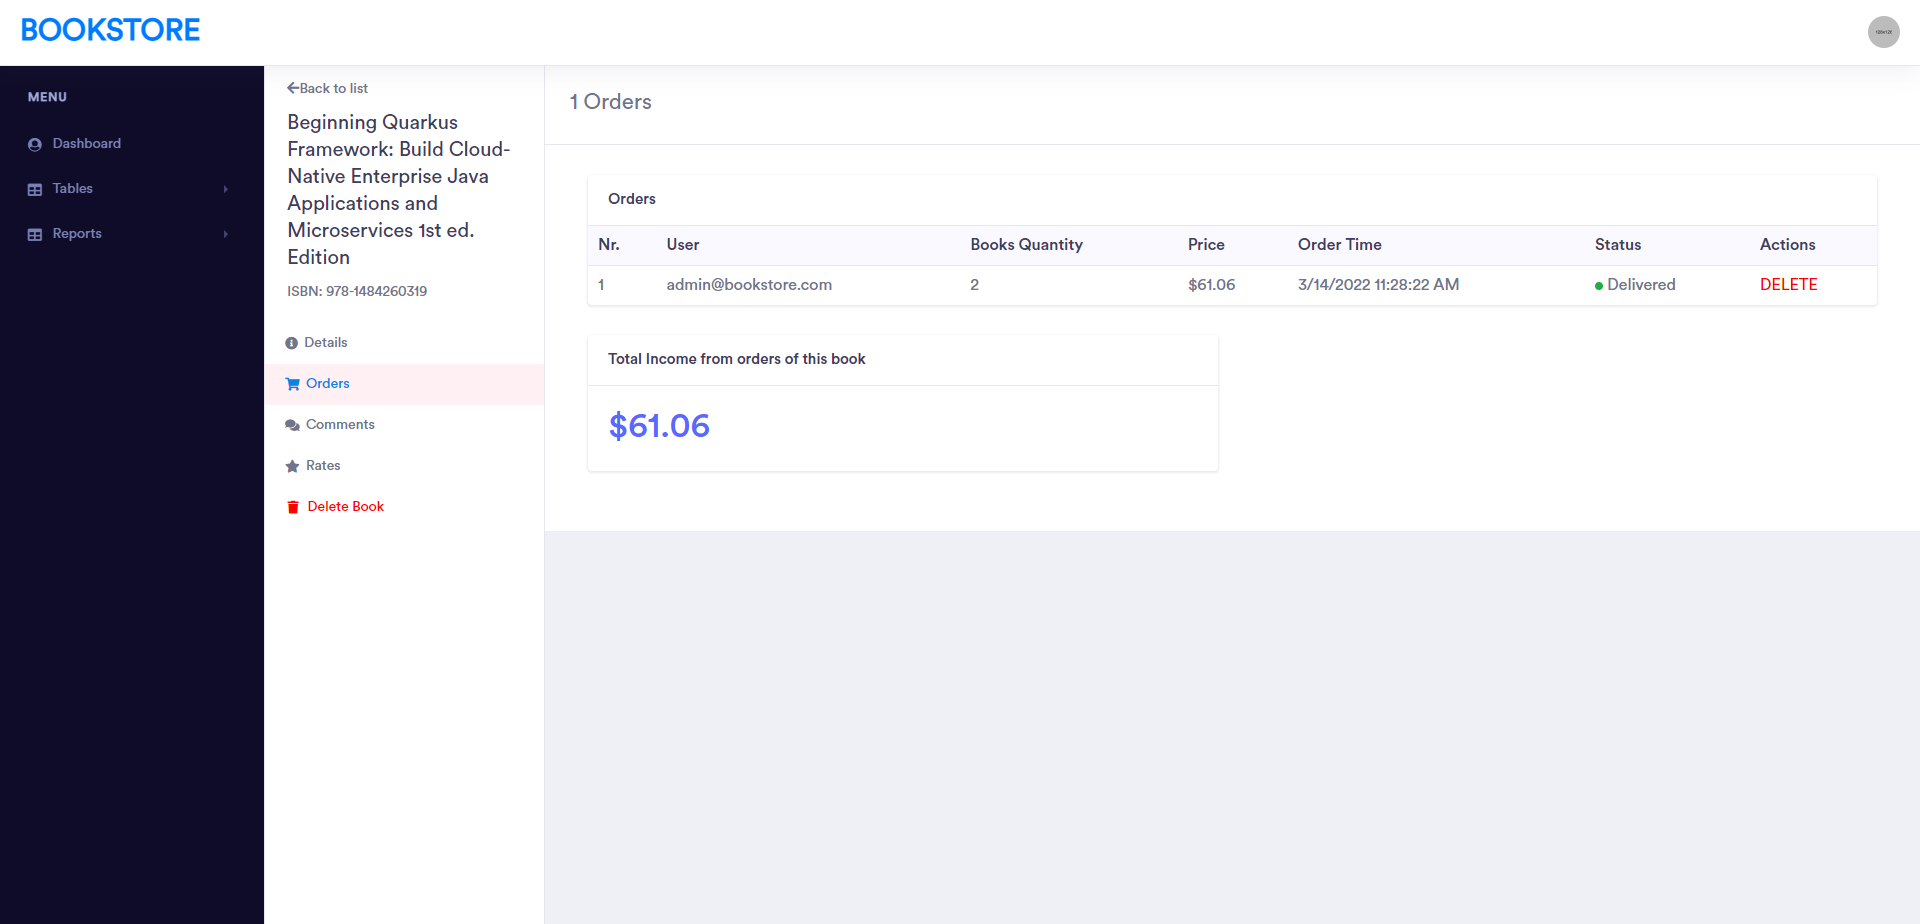 BOOKSTORE
MENU
Dashboard
Tables
Reports
Back to list
Beginning Quarkus
Framework: Build Cloud-
Native Enterprise Java
Applications and
Microservices 1st ed.
Edition
ISBN: 978-1484260319
Details
Orders
Comments
Rates
Delete Book
1 Orders
Orders
Nr. User Books Quantity Price Order Time Status Actions
1 admin@bookstore.com 2 $61.06 3/14/2022 11:28:22 AM Delivered DELETE
Total Income from orders of this book
$61.06